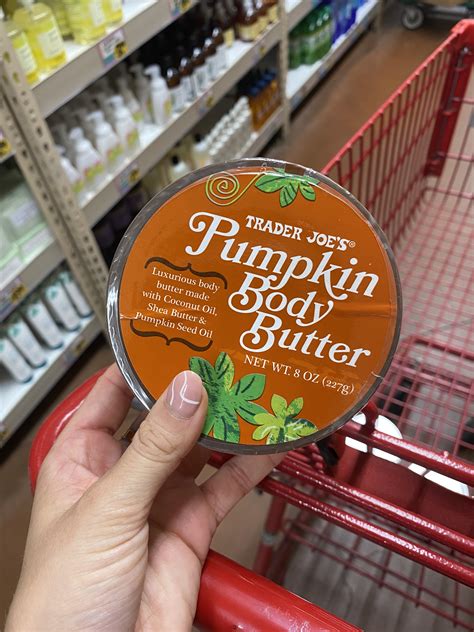 TRADER JOE'S®
Pumpkin
Body
Butter
Luxurious body
butter made
with Coconut Oil,
Shea Butter &
Pumpkin Seed Oil
NET WT. 8 OZ (227g)